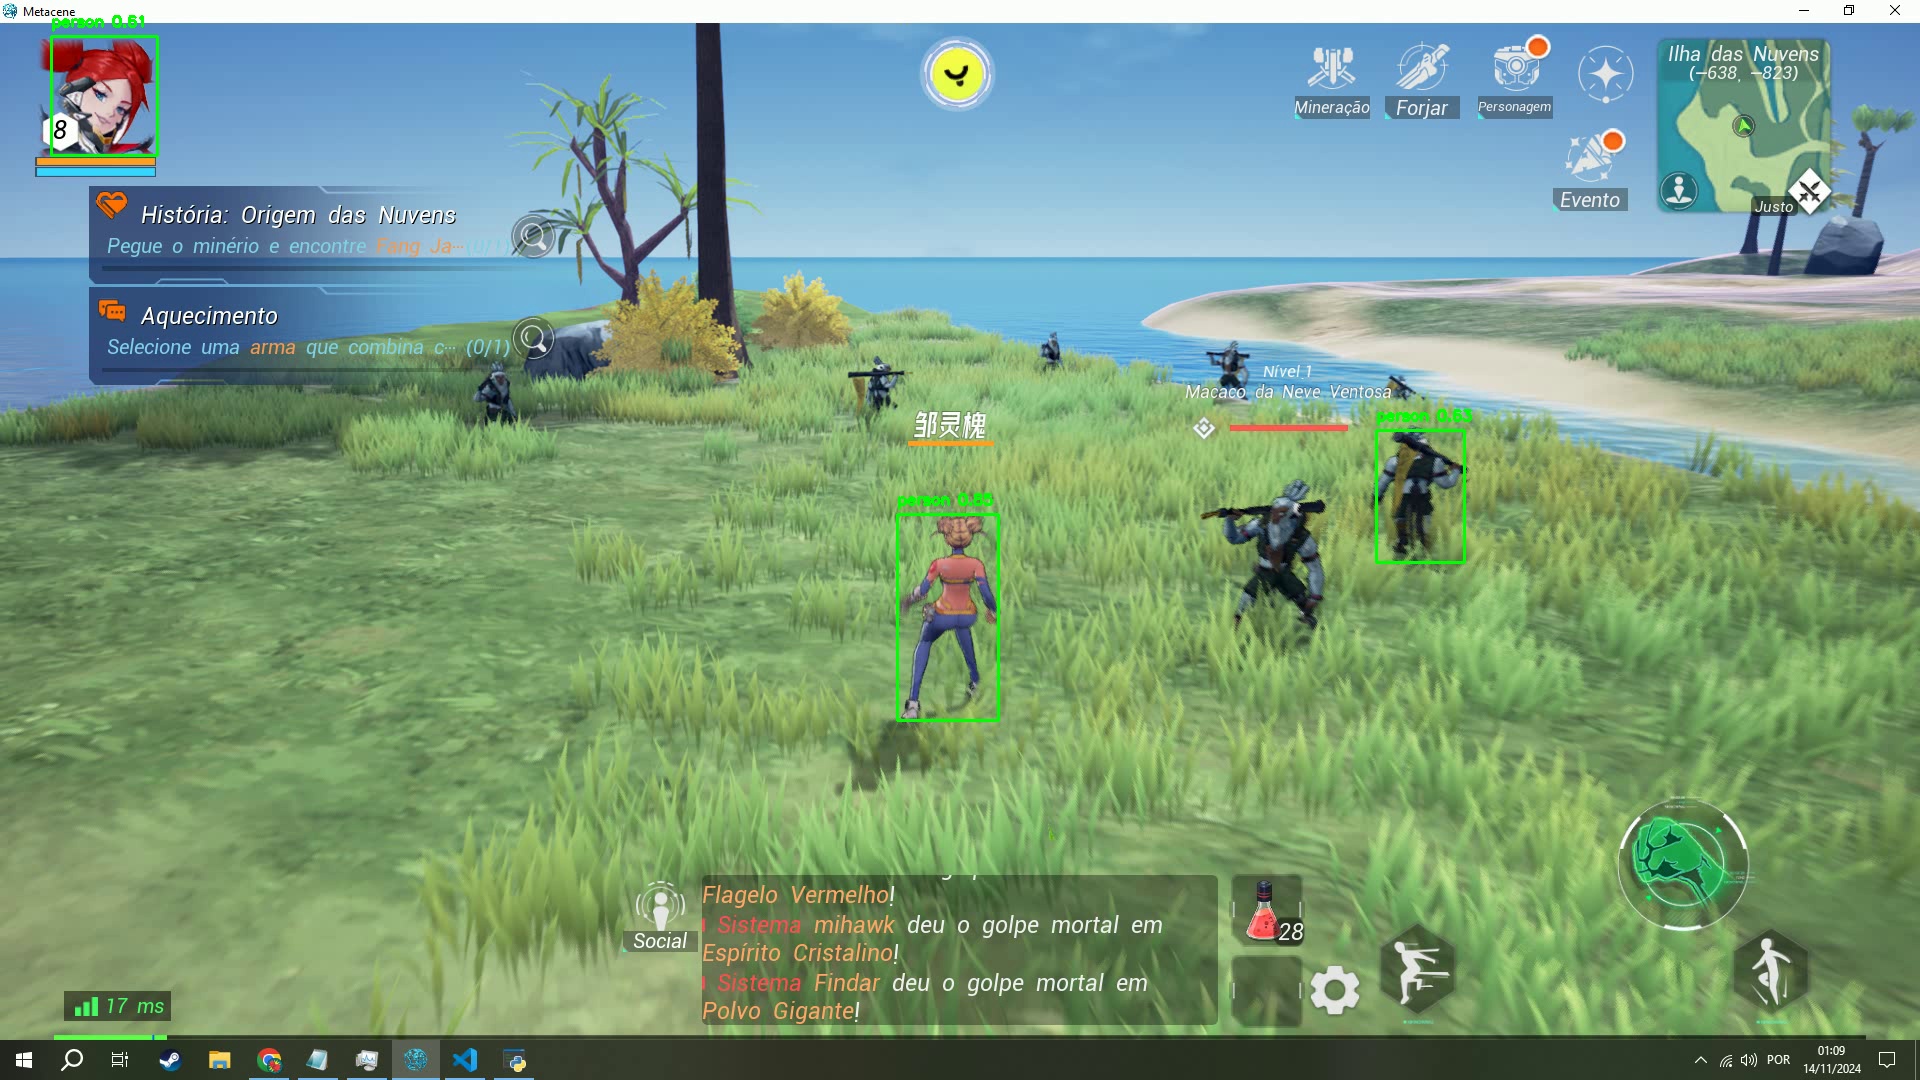 Metacene
person 0.61
8
História: Origem das Nuvens
Pegue o minério e encontre Fang Ja··· (0/1)
Aquecimento
Selecione uma arma que combina c··· (0/1)
Mineração
Forjar
Personagem
Evento
Ilha das Nuvens
(-638, -823)
Justo
Nível 1
Macaco da Neve Ventosa
person 0.63
邹灵槐
person 0.85
Social
Flagelo Vermelho!
Sistema mihawk deu o golpe mortal em
Espírito Cristalino!
Sistema Findar deu o golpe mortal em
Polvo Gigante!
28
17 ms
POR
01:09
14/11/2024